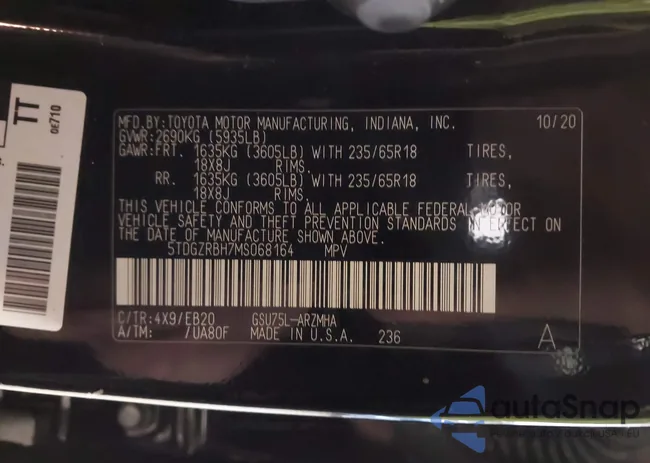 TT
0E710
MFD.BY:TOYOTA MOTOR MANUFACTURING, INDIANA, INC. 10/20
GVWR:2690KG (5935LB)
GAWR:FRT. 1635KG (3605LB) WITH 235/65R18 TIRES,
18X8J RIMS.
RR. 1635KG (3605LB) WITH 235/65R18 TIRES,
18X8J RIMS.
THIS VEHICLE CONFORMS TO ALL APPLICABLE FEDERAL MOTOR
VEHICLE SAFETY AND THEFT PREVENTION STANDARDS IN EFFECT ON
THE DATE OF MANUFACTURE SHOWN ABOVE.
5TDGZRBH7MS068164 MPV
C/TR:4X9/EB20 GSU75L-ARZMHA
A/TM: /UA80F MADE IN U.S.A. 236 A
autoSnap